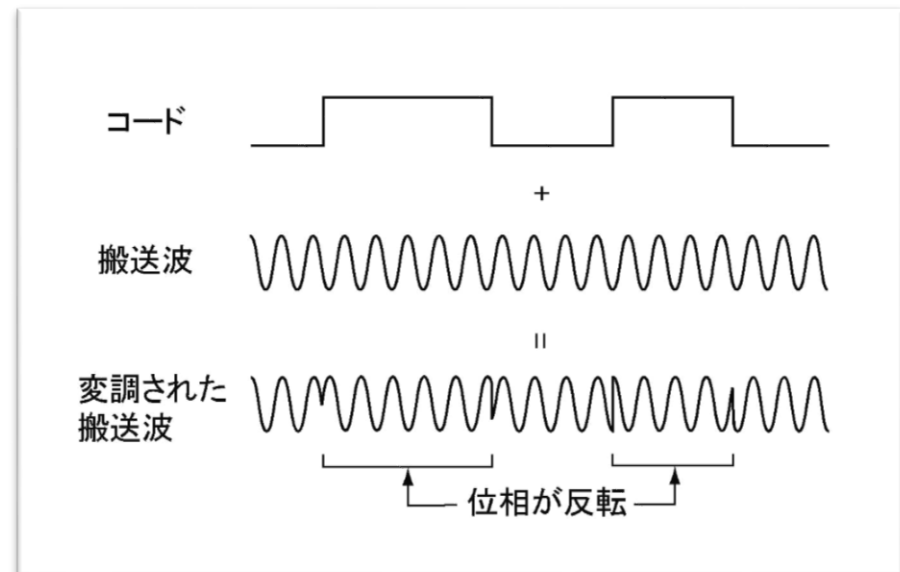 コード
+
搬送波
=
変調された
搬送波
位相が反転